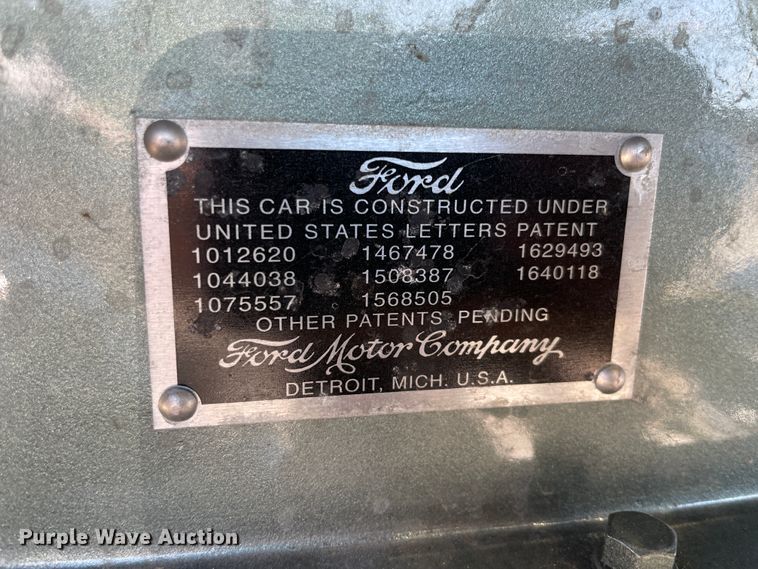 Ford
THIS CAR IS CONSTRUCTED UNDER
UNITED STATES LETTERS PATENT
1012620 1467478 1629493
1044038 1508387 1640118
1075557 1568505
OTHER PATENTS PENDING
Ford Motor Company
DETROIT, MICH. U.S.A.
Purple Wave Auction